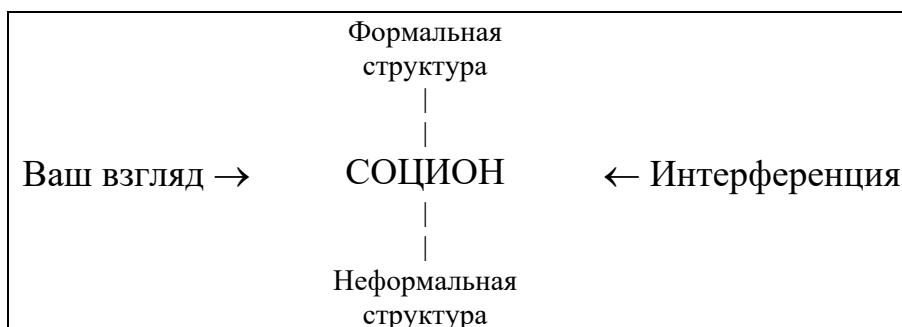 Формальная
структура
|
|
Ваш взгляд → СОЦИОН ← Интерференция
|
|
Неформальная
структура